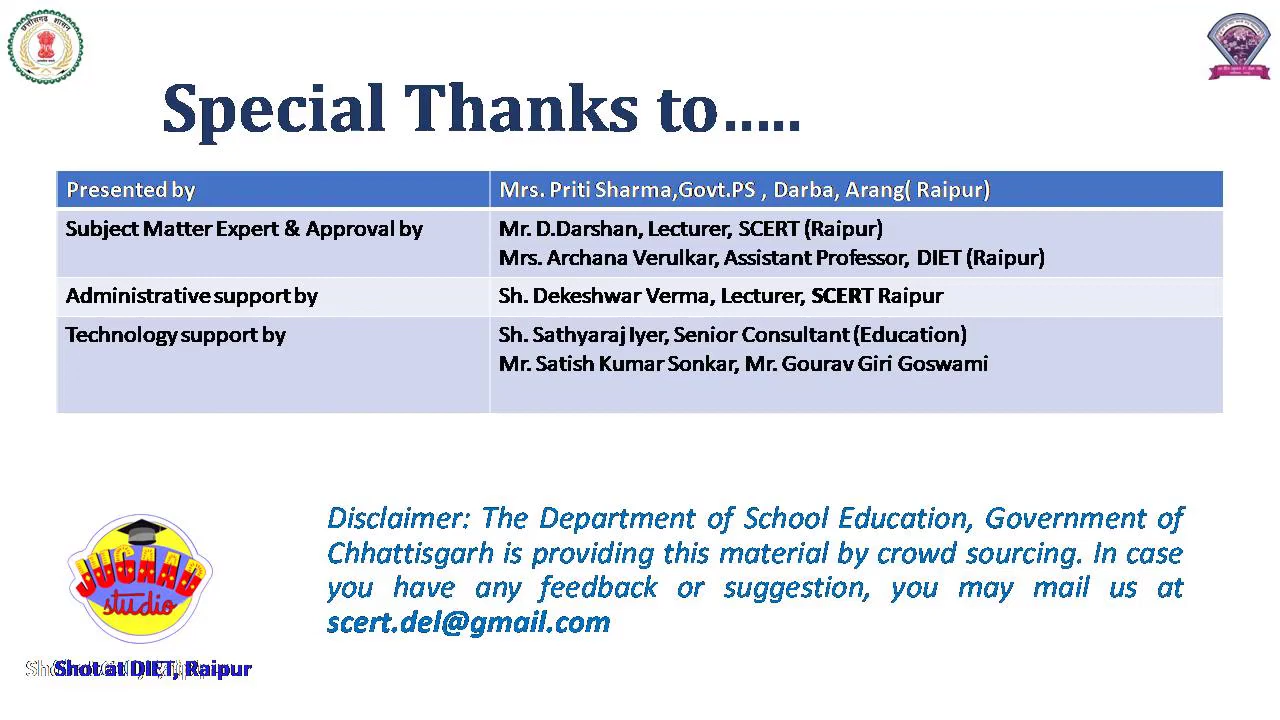 छत्तीसगढ़ शासन
Special Thanks to.....
Presented by
Mrs. Priti Sharma,Govt.PS , Darba, Arang( Raipur)
Subject Matter Expert & Approval by
Mr. D.Darshan, Lecturer, SCERT (Raipur)
Mrs. Archana Verulkar, Assistant Professor, DIET (Raipur)
Administrative support by
Sh. Dekeshwar Verma, Lecturer, SCERT Raipur
Technology support by
Sh. Sathyaraj Iyer, Senior Consultant (Education)
Mr. Satish Kumar Sonkar, Mr. Gourav Giri Goswami
Disclaimer: The Department of School Education, Government of
Chhattisgarh is providing this material by crowd sourcing. In case
you have any feedback or suggestion, you may mail us at
scert.del@gmail.com
JUGAAD
studio
Shot at DIET, Raipur